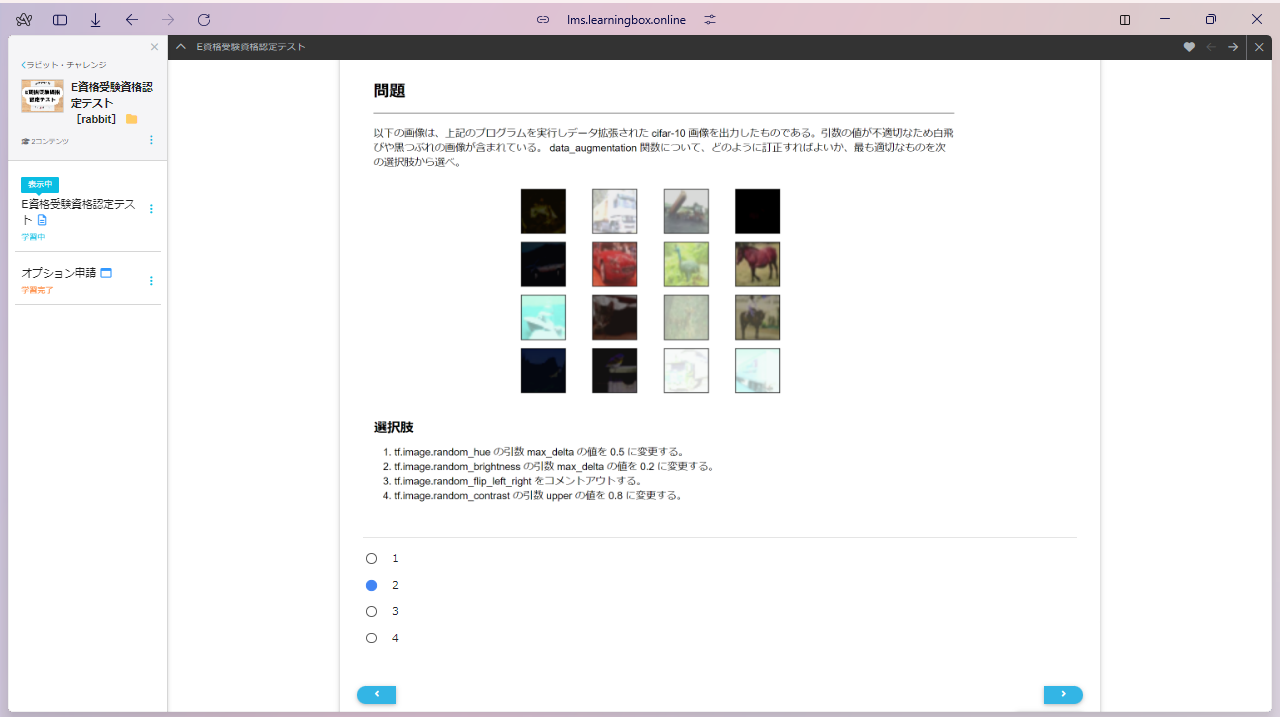 lms.learningbox.online
E資格受験資格認定テスト
ラビット・チャレンジ
E資格受験資格認
定テスト
［rabbit］
2コンテンツ
表示中
E資格受験資格認定テス
ト
学習中
オプション申請
学習完了
問題
以下の画像は、上記のプログラムを実行しデータ拡張された cifar-10 画像を出力したものである。引数の値が不適切なため白飛
びや黒つぶれの画像が含まれている。 data_augmentation 関数について、どのように訂正すればよいか、最も適切なものを次
の選択肢から選べ。
選択肢
1. tf.image.random_hue の引数 max_delta の値を 0.5 に変更する。
2. tf.image.random_brightness の引数 max_delta の値を 0.2 に変更する。
3. tf.image.random_flip_left_right をコメントアウトする。
4. tf.image.random_contrast の引数 upper の値を 0.8 に変更する。
1
2
3
4